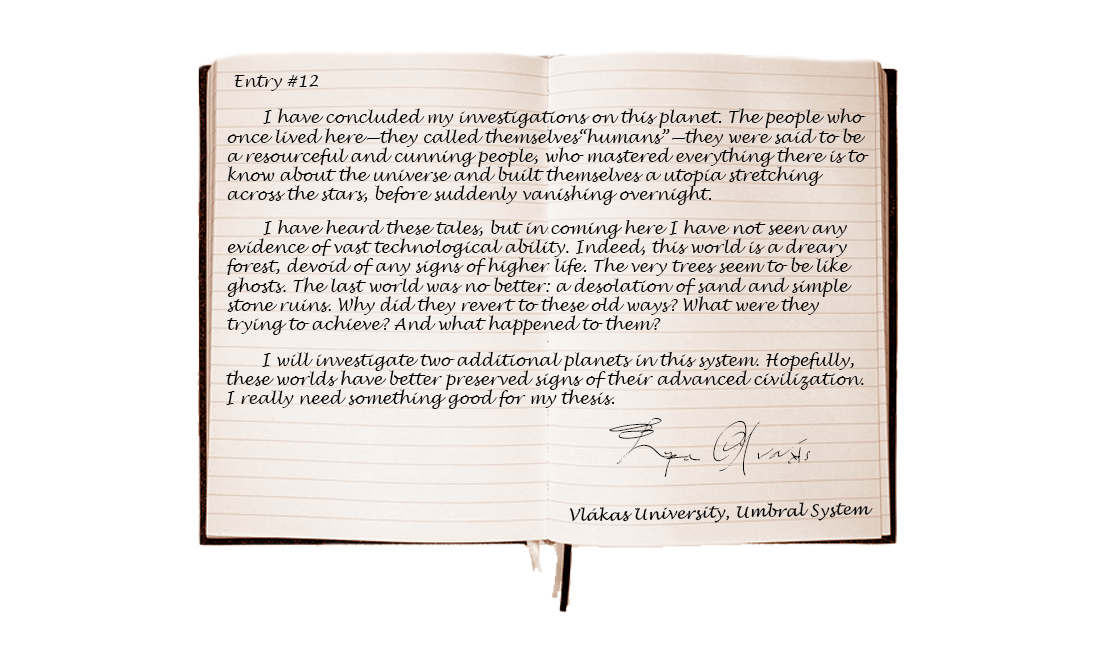 Entry #12
I have concluded my investigations on this planet. The people who
once lived here—they called themselves“humans”—they were said to be
a resourceful and cunning people, who mastered everything there is to
know about the universe and built themselves a utopia stretching
across the stars, before suddenly vanishing overnight.
I have heard these tales, but in coming here I have not seen any
evidence of vast technological ability. Indeed, this world is a dreary
forest, devoid of any signs of higher life. The very trees seem to be like
ghosts. The last world was no better: a desolation of sand and simple
stone ruins. Why did they revert to these old ways? What were they
trying to achieve? And what happened to them?
I will investigate two additional planets in this system. Hopefully,
these worlds have better preserved signs of their advanced civilization.
I really need something good for my thesis.
Vlákas University, Umbral System